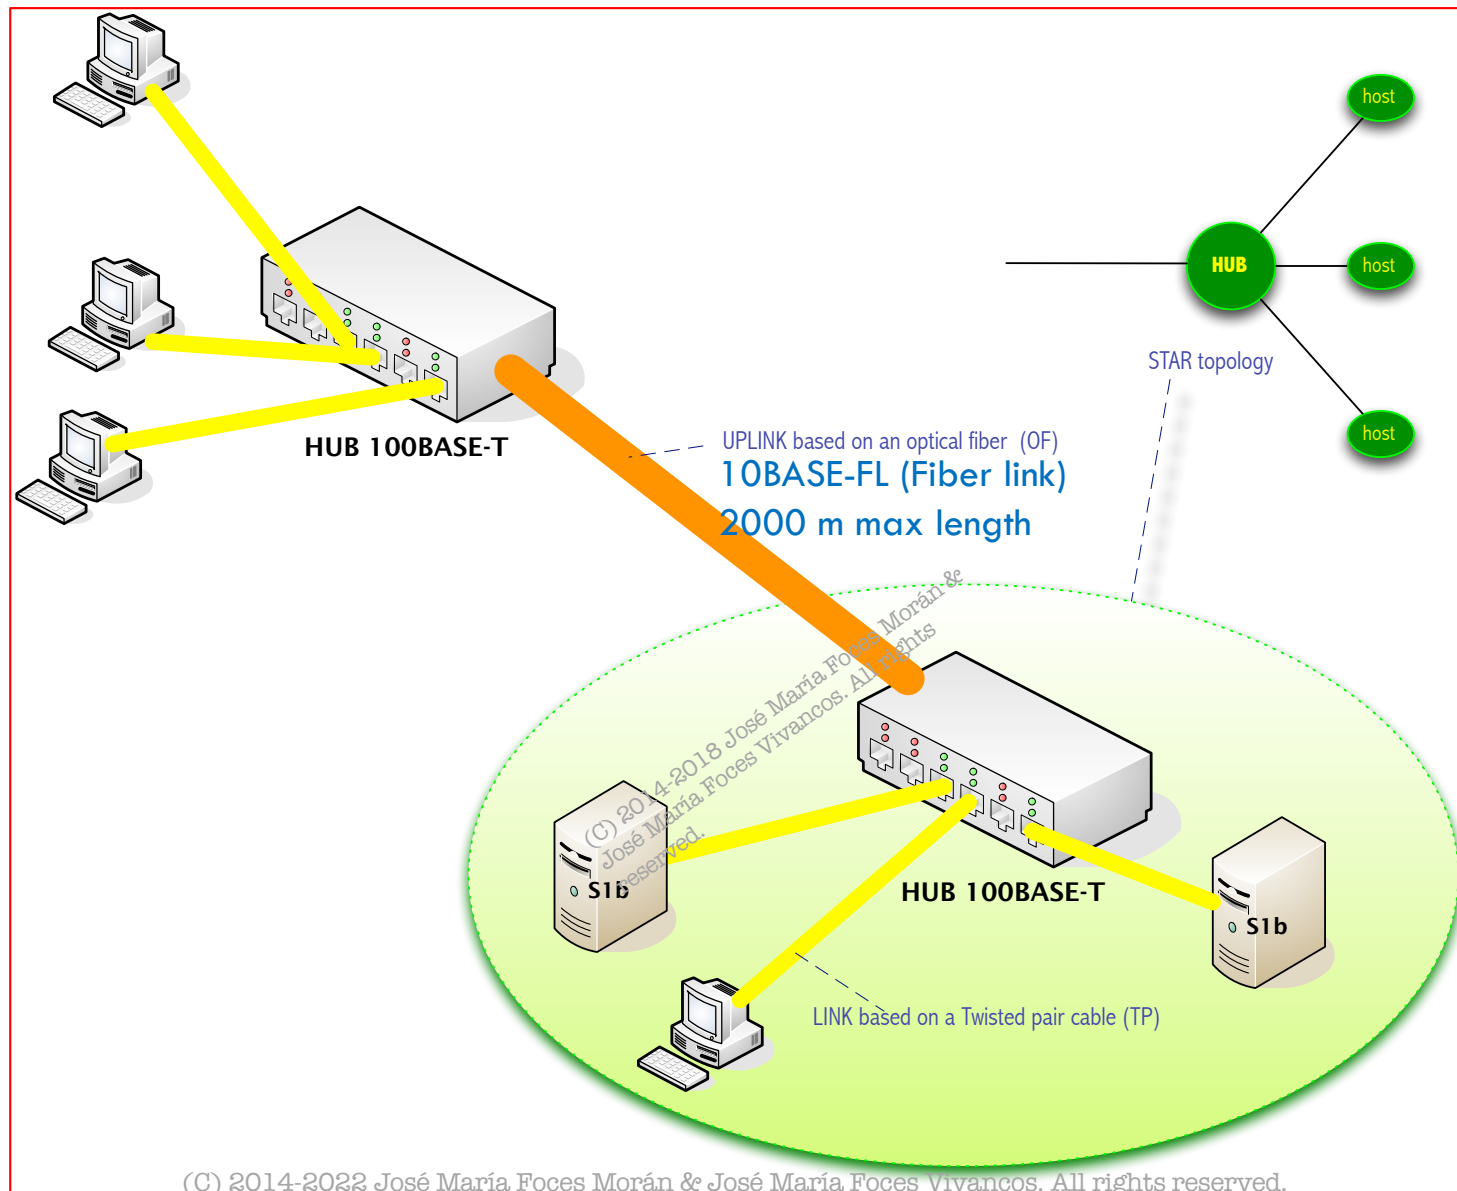 host
HUB
host
STAR topology
host
HUB 100BASE-T
UPLINK based on an optical fiber (OF)
10BASE-FL (Fiber link)
2000 m max length
(C) 2014-2018 José María Foces Morán &
José María Foces Vivancos. All rights
reserved.
S1b
HUB 100BASE-T
S1b
LINK based on a Twisted pair cable (TP)
(C) 2014-2022 José María Foces Morán & José María Foces Vivancos. All rights reserved.